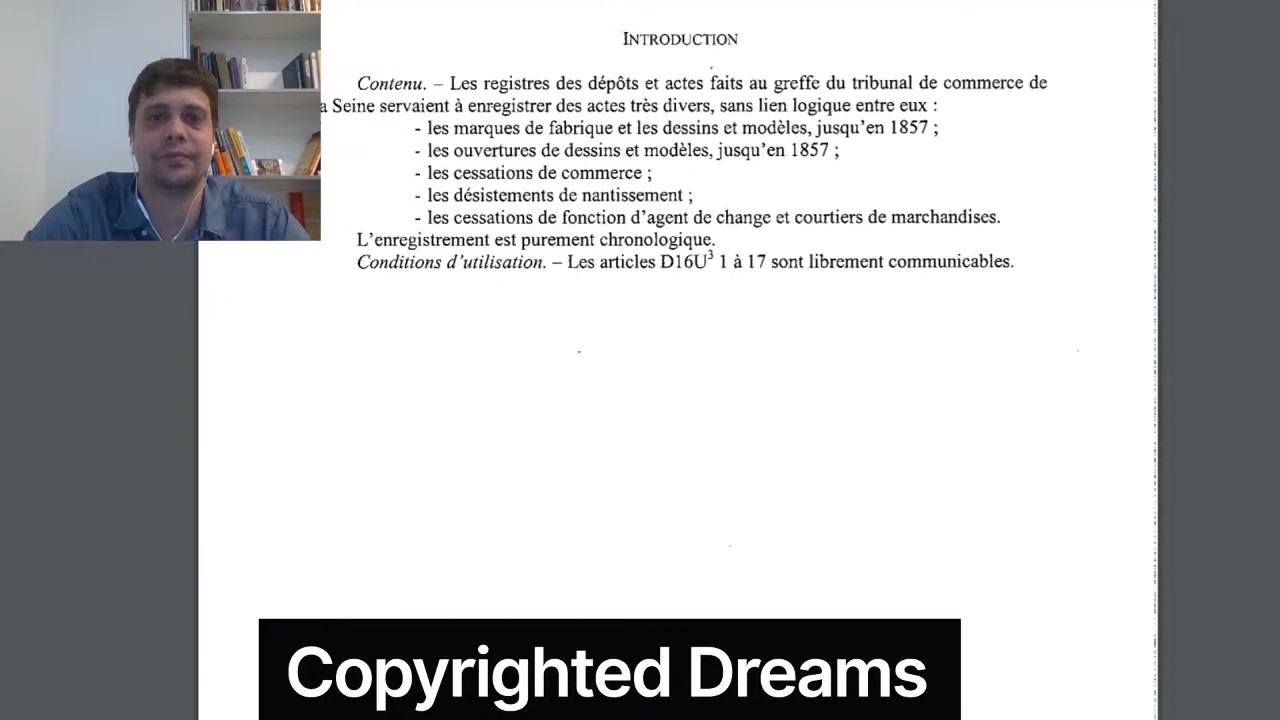 INTRODUCTION
Contenu. – Les registres des dépôts et actes faits au greffe du tribunal de commerce de
a Seine servaient à enregistrer des actes très divers, sans lien logique entre eux :
- les marques de fabrique et les dessins et modèles, jusqu'en 1857 ;
- les ouvertures de dessins et modèles, jusqu'en 1857 ;
- les cessations de commerce ;
- les désistements de nantissement ;
- les cessations de fonction d'agent de change et courtiers de marchandises.
L'enregistrement est purement chronologique.
Conditions d'utilisation. – Les articles D16U³ 1 à 17 sont librement communicables.
Copyrighted Dreams